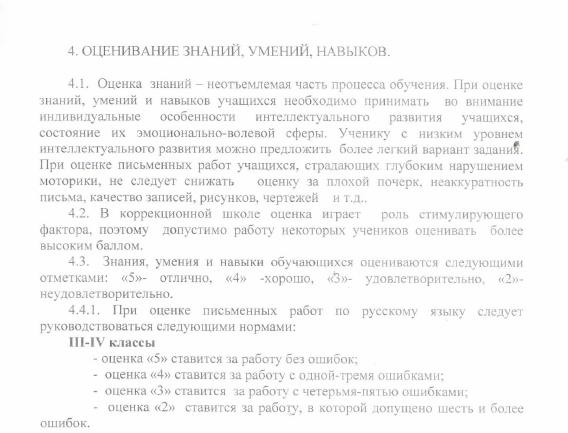 4. ОЦЕНИВАНИЕ ЗНАНИЙ, УМЕНИЙ, НАВЫКОВ.
4.1. Оценка знаний – неотъемлемая часть процесса обучения. При оценке
знаний, умений и навыков учащихся необходимо принимать во внимание
индивидуальные особенности интеллектуального развития учащихся,
состояние их эмоционально-волевой сферы. Ученику с низким уровнем
интеллектуального развития можно предложить более легкий вариант задания.
При оценке письменных работ учащихся, страдающих глубоким нарушением
моторики, не следует снижать оценку за плохой почерк, неаккуратность
письма, качество записей, рисунков, чертежей и т.д..
4.2. В коррекционной школе оценка играет роль стимулирующего
фактора, поэтому допустимо работу некоторых учеников оценивать более
высоким баллом.
4.3. Знания, умения и навыки обучающихся оцениваются следующими
отметками: «5»- отлично, «4» -хорошо, «3»- удовлетворительно, «2»-
неудовлетворительно.
4.4.1. При оценке письменных работ по русскому языку следует
руководствоваться следующими нормами:
III-IV классы
- оценка «5» ставится за работу без ошибок;
- оценка «4» ставится за работу с одной-тремя ошибками;
- оценка «3» ставится за работу с четерьмя-пятью ошибками;
- оценка «2» ставится за работу, в которой допущено шесть и более
ошибок.